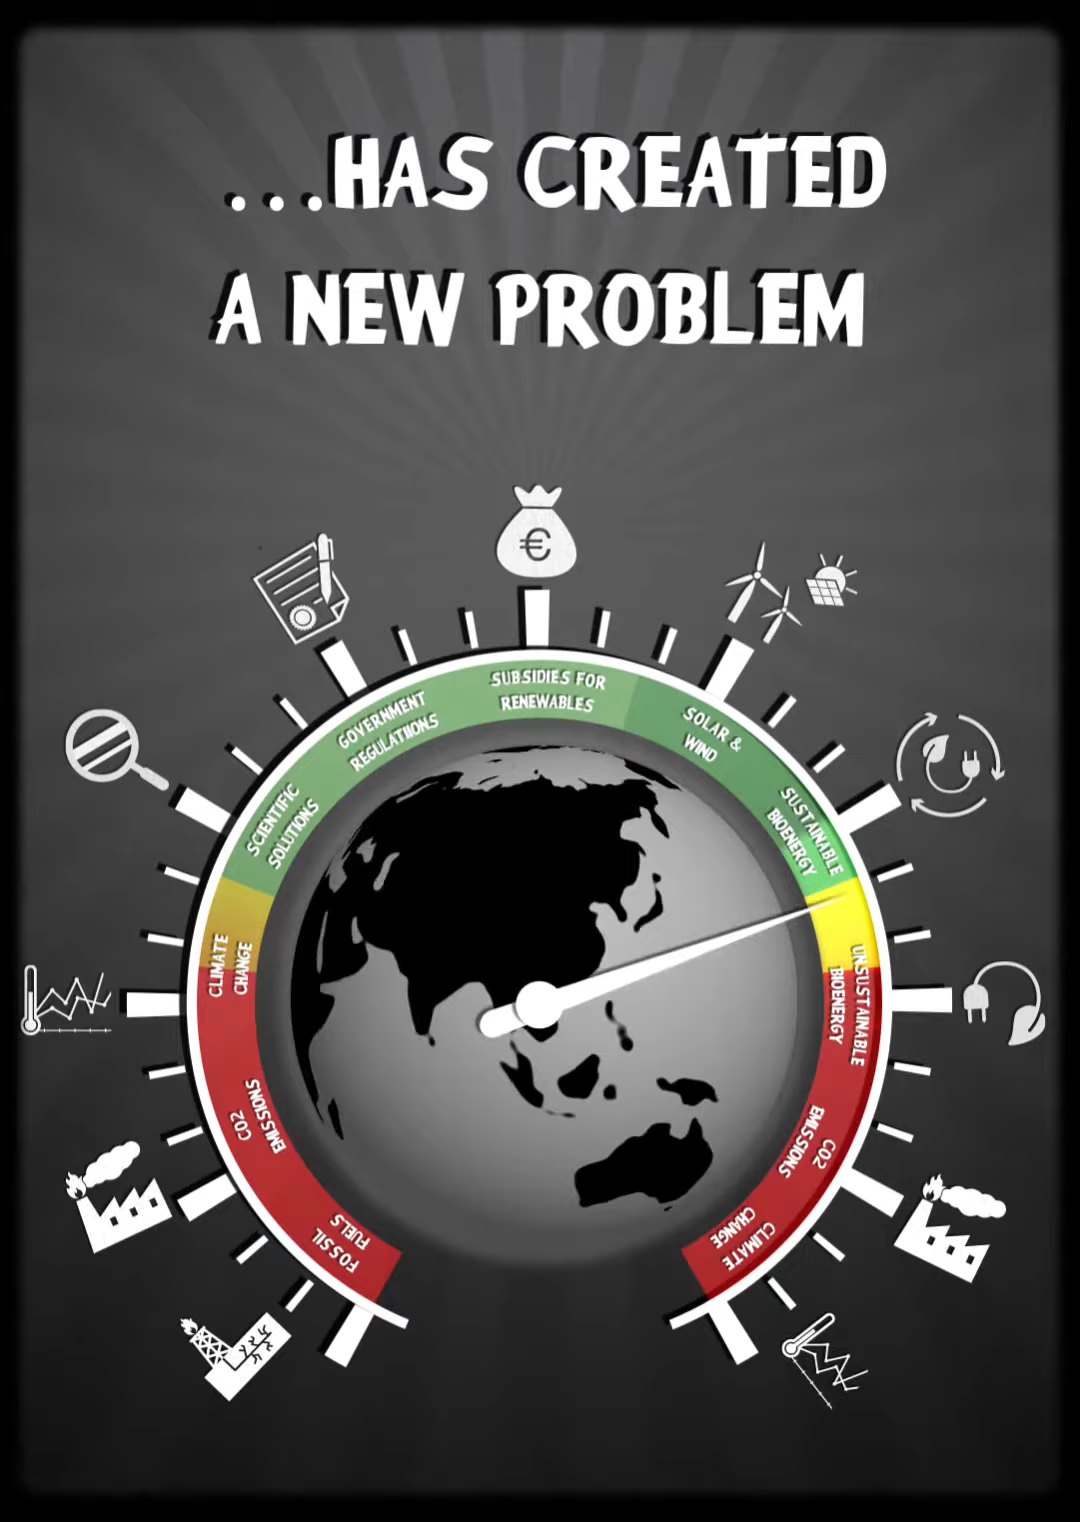 ...HAS CREATED
A NEW PROBLEM
€
SUBSIDIES FOR
RENEWABLES
GOVERNMENT
REGULATIIONS
SOLAR &
WIND
SCIENTIFIC
SOLUTIONS
SUSTAINABLE
BIOENERGY
CLIMATE
CHANGE
UNSUSTAINABLE
BIOENERGY
CO2
EMISSIONS
CO2
EMISSIONS
FOSSIL
FUELS
CLIMATE
CHANGE